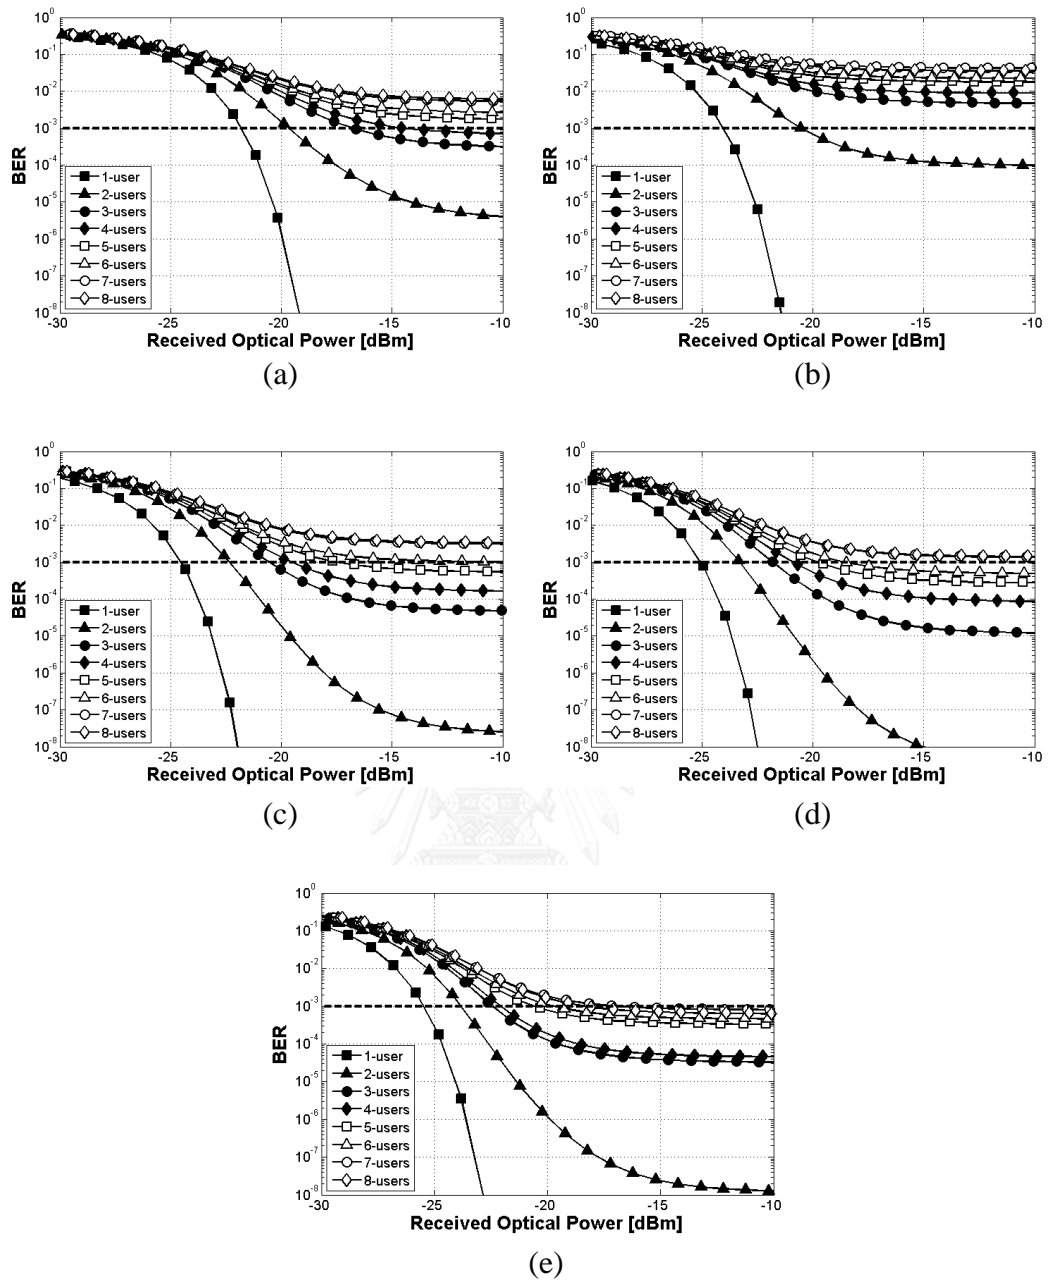 10^0
10^-1
10^-2
10^-3
10^-4
10^-5
10^-6
10^-7
10^-8
BER
1-user
2-users
3-users
4-users
5-users
6-users
7-users
8-users
-30 -25 -20 -15 -10
Received Optical Power [dBm]
(a)
10^0
10^-1
10^-2
10^-3
10^-4
10^-5
10^-6
10^-7
10^-8
BER
1-user
2-users
3-users
4-users
5-users
6-users
7-users
8-users
-30 -25 -20 -15 -10
Received Optical Power [dBm]
(b)
10^0
10^-1
10^-2
10^-3
10^-4
10^-5
10^-6
10^-7
10^-8
BER
1-user
2-users
3-users
4-users
5-users
6-users
7-users
8-users
-30 -25 -20 -15 -10
Received Optical Power [dBm]
(c)
10^0
10^-1
10^-2
10^-3
10^-4
10^-5
10^-6
10^-7
10^-8
BER
1-user
2-users
3-users
4-users
5-users
6-users
7-users
8-users
-30 -25 -20 -15 -10
Received Optical Power [dBm]
(d)
10^0
10^-1
10^-2
10^-3
10^-4
10^-5
10^-6
10^-7
10^-8
BER
1-user
2-users
3-users
4-users
5-users
6-users
7-users
8-users
-30 -25 -20 -15 -10
Received Optical Power [dBm]
(e)